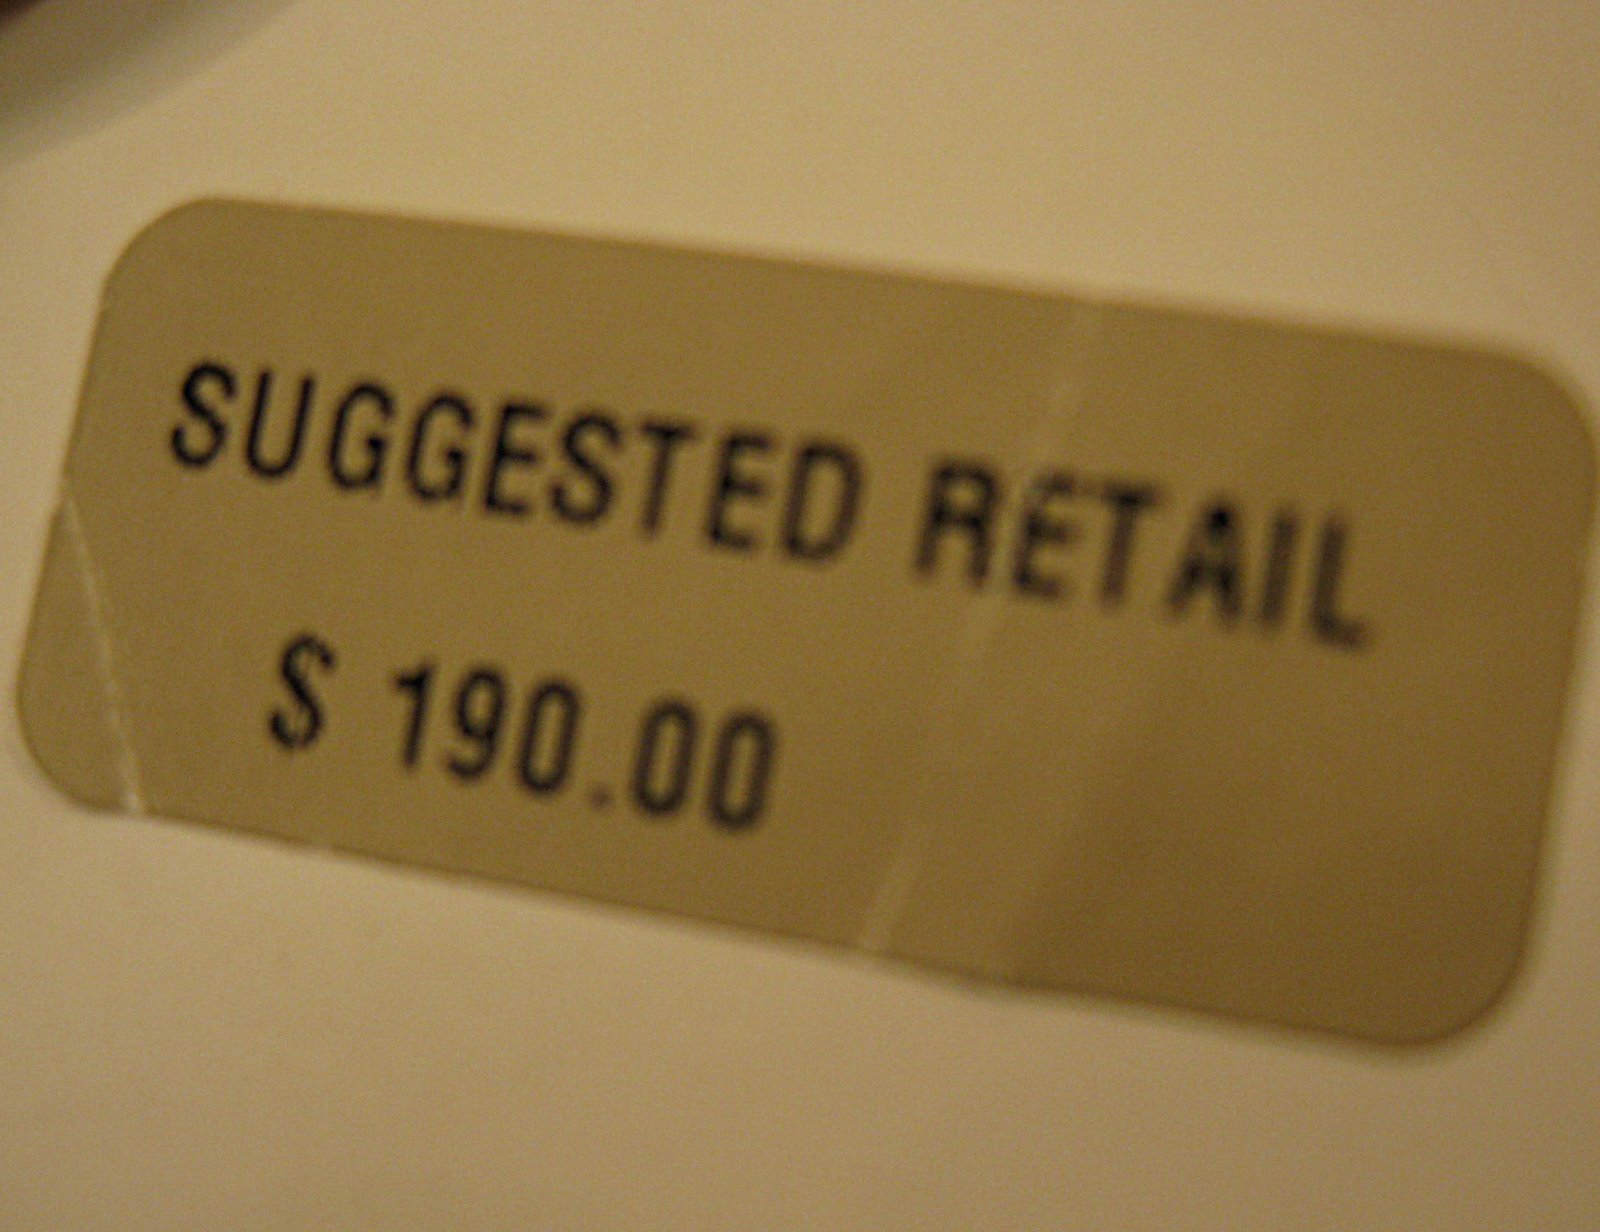 SUGGESTED RETAIL
$ 190.00